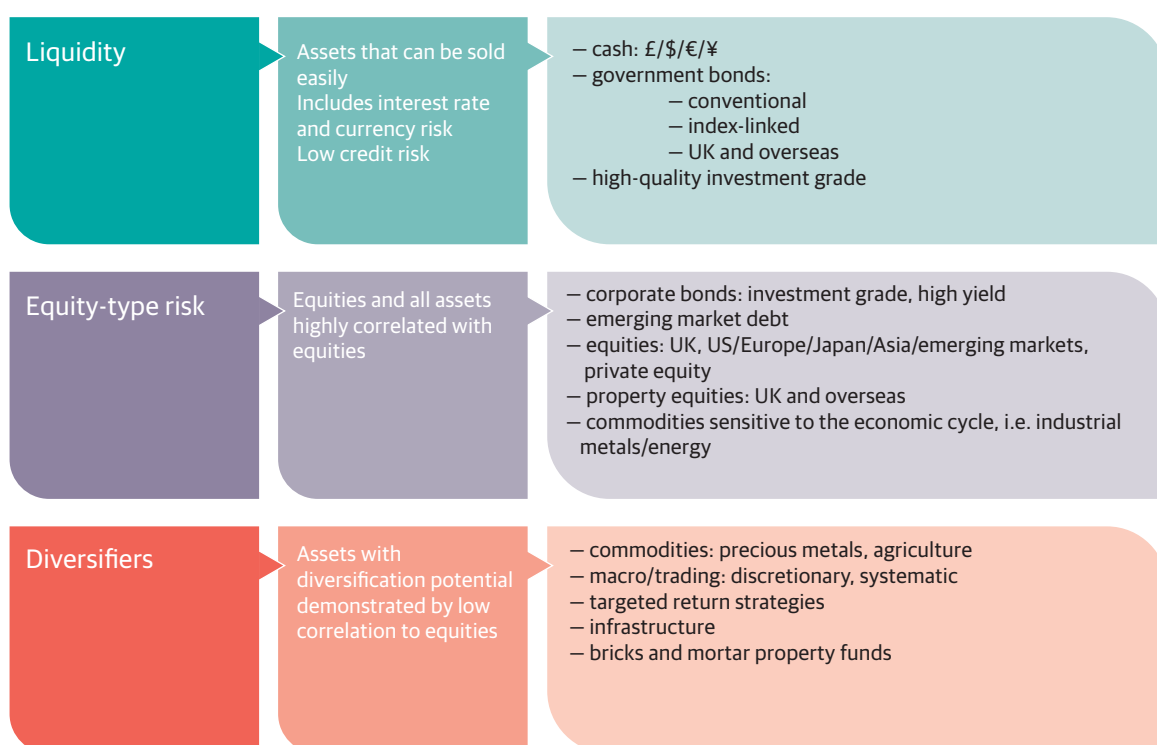 Liquidity
Assets that can be sold
easily
Includes interest rate
and currency risk
Low credit risk
— cash: £/$/€/¥
— government bonds:
— conventional
— index-linked
— UK and overseas
— high-quality investment grade
Equity-type risk
Equities and all assets
highly correlated with
equities
— corporate bonds: investment grade, high yield
— emerging market debt
— equities: UK, US/Europe/Japan/Asia/emerging markets,
private equity
— property equities: UK and overseas
— commodities sensitive to the economic cycle, i.e. industrial
metals/energy
Diversifiers
Assets with
diversification potential
demonstrated by low
correlation to equities
— commodities: precious metals, agriculture
— macro/trading: discretionary, systematic
— targeted return strategies
— infrastructure
— bricks and mortar property funds